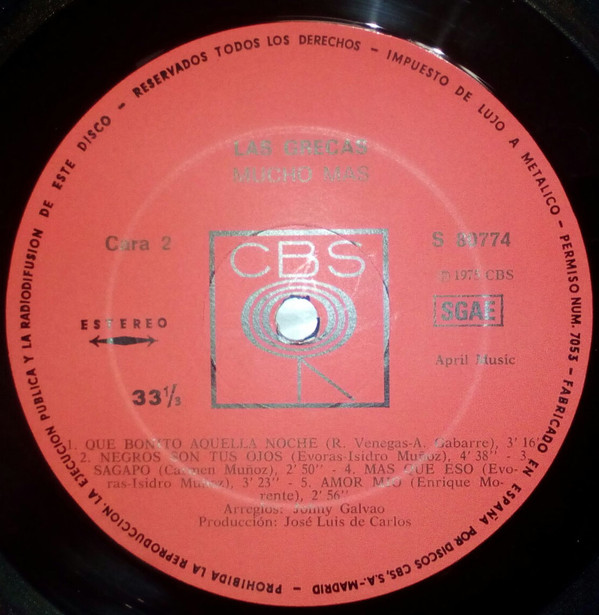 PROHIBIDA LA REPRODUCCION, LA EJECUCION PUBLICA Y LA RADIODIFUSION DE ESTE DISCO - RESERVADOS TODOS LOS DERECHOS - IMPUESTO DE LUJO A METALICO - PERMISO NUM. 7053 - FABRICADO EN ESPAÑA POR DISCOS CBS, S.A.-MADRID -
LAS GRECAS
MUCHO MAS
Cara 2
S 80774
CBS
℗ 1975 CBS
SGAE
ESTEREO
April Music
33 1/3
1. QUE BONITO AQUELLA NOCHE (R. Venegas-A. Gabarre), 3' 16"
2. NEGROS SON TUS OJOS (Evoras-Isidro Muñoz), 4' 38" - 3.
SAGAPO (Carmen Muñoz), 2' 50" - 4. MAS QUE ESO (Evo-
ras-Isidro Muñoz), 3' 23" - 5. AMOR MIO (Enrique Mo-
rente), 2' 56"
Arreglos: Johny Galvao
Producción: José Luis de Carlos